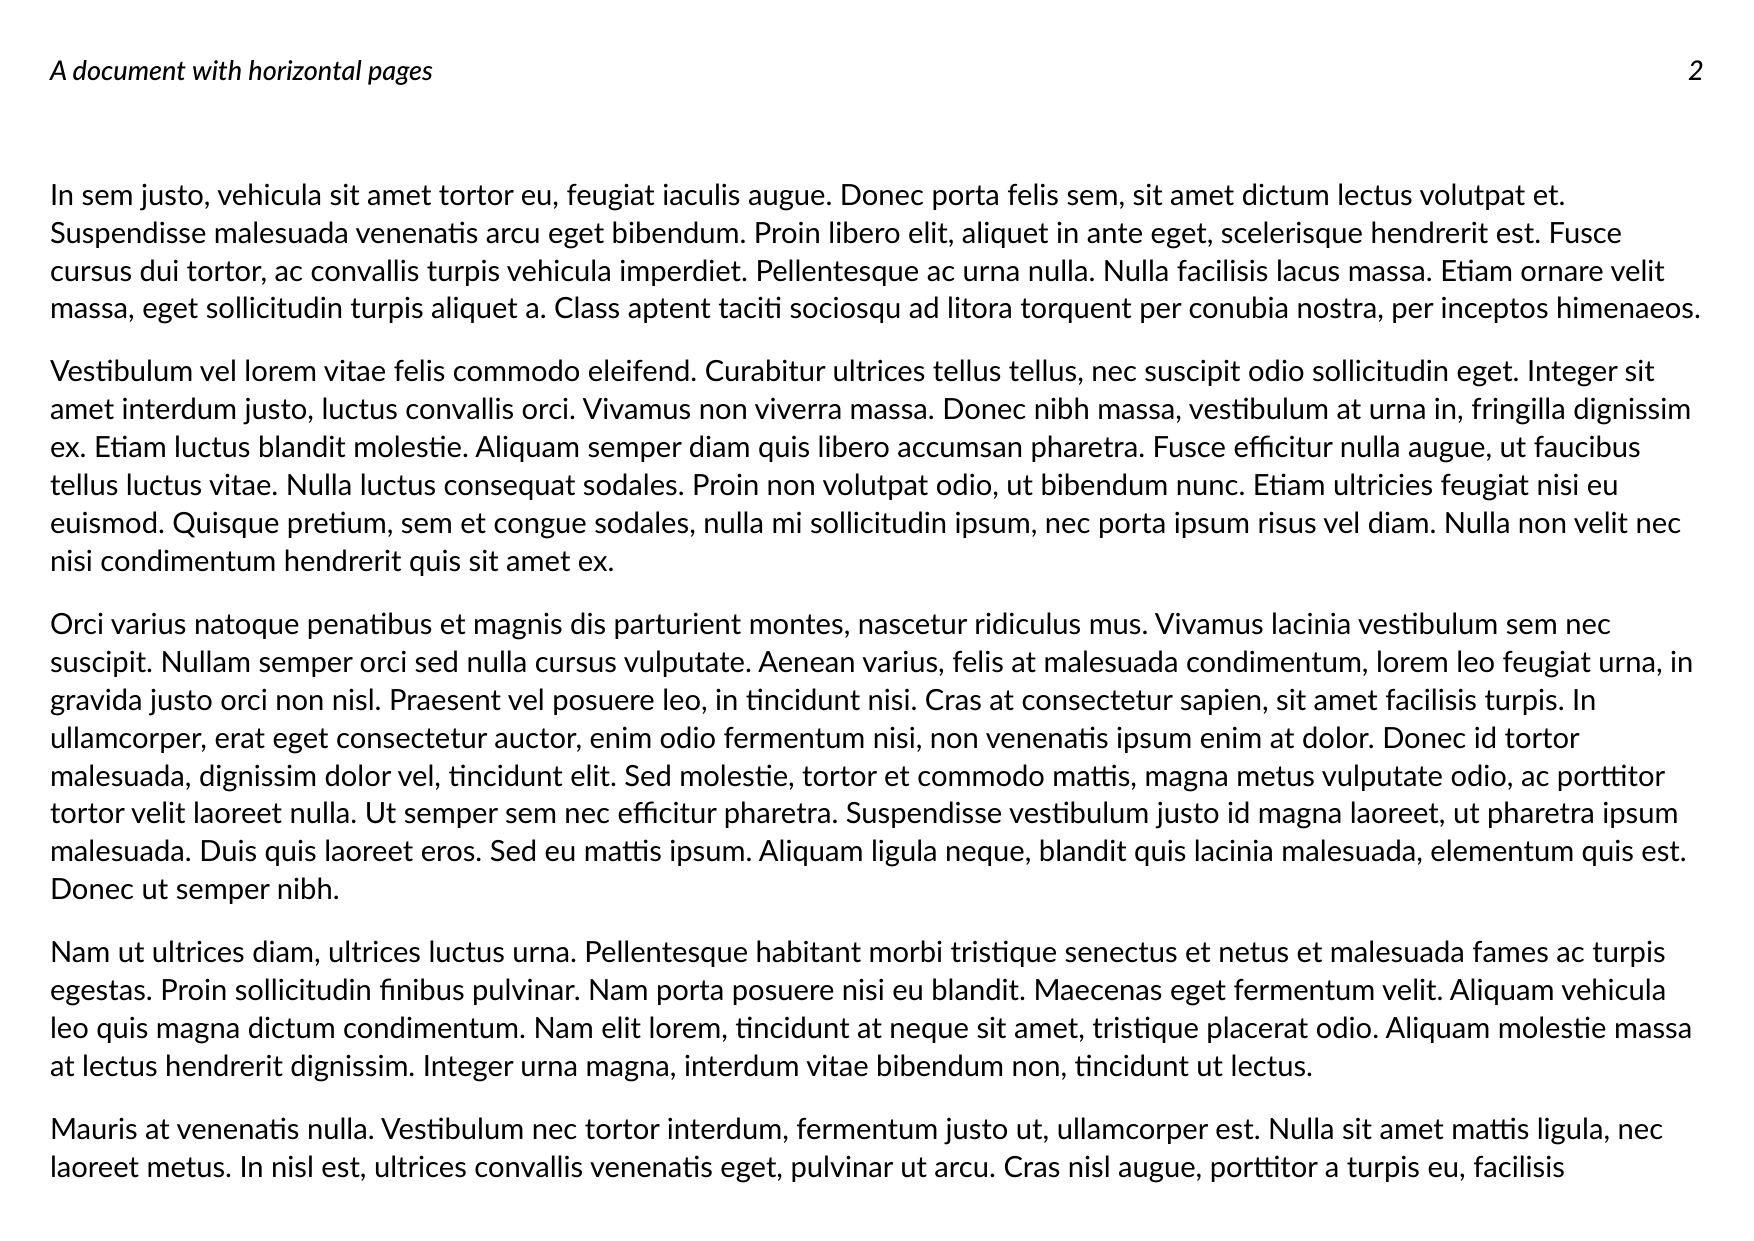 A document with horizontal pages 2
In sem justo, vehicula sit amet tortor eu, feugiat iaculis augue. Donec porta felis sem, sit amet dictum lectus volutpat et.
Suspendisse malesuada venenatis arcu eget bibendum. Proin libero elit, aliquet in ante eget, scelerisque hendrerit est. Fusce
cursus dui tortor, ac convallis turpis vehicula imperdiet. Pellentesque ac urna nulla. Nulla facilisis lacus massa. Etiam ornare velit
massa, eget sollicitudin turpis aliquet a. Class aptent taciti sociosqu ad litora torquent per conubia nostra, per inceptos himenaeos.
Vestibulum vel lorem vitae felis commodo eleifend. Curabitur ultrices tellus tellus, nec suscipit odio sollicitudin eget. Integer sit
amet interdum justo, luctus convallis orci. Vivamus non viverra massa. Donec nibh massa, vestibulum at urna in, fringilla dignissim
ex. Etiam luctus blandit molestie. Aliquam semper diam quis libero accumsan pharetra. Fusce efficitur nulla augue, ut faucibus
tellus luctus vitae. Nulla luctus consequat sodales. Proin non volutpat odio, ut bibendum nunc. Etiam ultricies feugiat nisi eu
euismod. Quisque pretium, sem et congue sodales, nulla mi sollicitudin ipsum, nec porta ipsum risus vel diam. Nulla non velit nec
nisi condimentum hendrerit quis sit amet ex.
Orci varius natoque penatibus et magnis dis parturient montes, nascetur ridiculus mus. Vivamus lacinia vestibulum sem nec
suscipit. Nullam semper orci sed nulla cursus vulputate. Aenean varius, felis at malesuada condimentum, lorem leo feugiat urna, in
gravida justo orci non nisl. Praesent vel posuere leo, in tincidunt nisi. Cras at consectetur sapien, sit amet facilisis turpis. In
ullamcorper, erat eget consectetur auctor, enim odio fermentum nisi, non venenatis ipsum enim at dolor. Donec id tortor
malesuada, dignissim dolor vel, tincidunt elit. Sed molestie, tortor et commodo mattis, magna metus vulputate odio, ac porttitor
tortor velit laoreet nulla. Ut semper sem nec efficitur pharetra. Suspendisse vestibulum justo id magna laoreet, ut pharetra ipsum
malesuada. Duis quis laoreet eros. Sed eu mattis ipsum. Aliquam ligula neque, blandit quis lacinia malesuada, elementum quis est.
Donec ut semper nibh.
Nam ut ultrices diam, ultrices luctus urna. Pellentesque habitant morbi tristique senectus et netus et malesuada fames ac turpis
egestas. Proin sollicitudin finibus pulvinar. Nam porta posuere nisi eu blandit. Maecenas eget fermentum velit. Aliquam vehicula
leo quis magna dictum condimentum. Nam elit lorem, tincidunt at neque sit amet, tristique placerat odio. Aliquam molestie massa
at lectus hendrerit dignissim. Integer urna magna, interdum vitae bibendum non, tincidunt ut lectus.
Mauris at venenatis nulla. Vestibulum nec tortor interdum, fermentum justo ut, ullamcorper est. Nulla sit amet mattis ligula, nec
laoreet metus. In nisl est, ultrices convallis venenatis eget, pulvinar ut arcu. Cras nisl augue, porttitor a turpis eu, facilisis